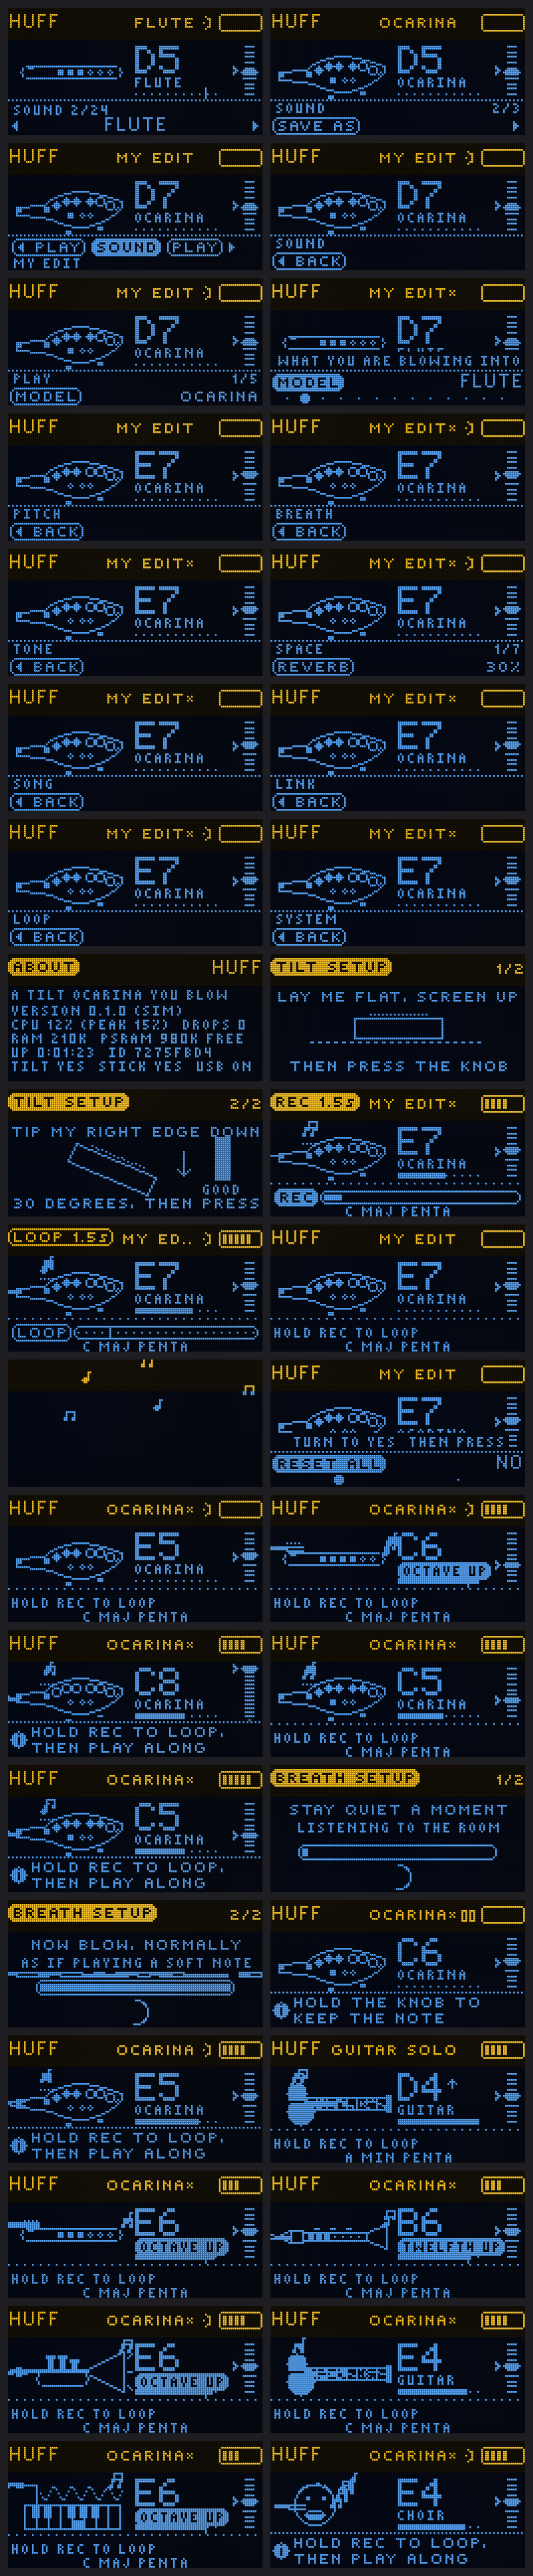 HUFF FLUTE :)
D5
FLUTE
SOUND 2/24
FLUTE
HUFF OCARINA
D5
OCARINA
SOUND 2/3
(SAVE AS)
HUFF MY EDIT :)
D7
OCARINA
PLAY SOUND PLAY
MY EDIT
HUFF MY EDIT
D7
OCARINA
SOUND
BACK
HUFF MY EDIT :)
D7
OCARINA
PLAY 1/5
MODEL OCARINA
HUFF MY EDIT*
D7
WHAT YOU ARE BLOWING INTO
MODEL FLUTE
HUFF MY EDIT
E7
OCARINA
PITCH
BACK
HUFF MY EDIT* :)
E7
OCARINA
BREATH
BACK
HUFF MY EDIT*
E7
OCARINA
TONE
BACK
HUFF MY EDIT* :)
E7
OCARINA
SPACE 1/7
REVERB 30%
HUFF MY EDIT*
E7
OCARINA
SONG
BACK
HUFF MY EDIT*
E7
OCARINA
LINK
BACK
HUFF MY EDIT* :)
E7
OCARINA
LOOP
BACK
HUFF MY EDIT*
E7
OCARINA
SYSTEM
BACK
ABOUT HUFF
A TILT OCARINA YOU BLOW
VERSION 0.1.0 (SIM)
CPU 12% (PEAK 15%) DROPS 0
RAM 210K PSRAM 980K FREE
UP 0:01:23 ID 7275FBD4
TILT YES STICK YES USB ON
TILT SETUP 1/2
LAY ME FLAT, SCREEN UP
THEN PRESS THE KNOB
TILT SETUP 2/2
TIP MY RIGHT EDGE DOWN
GOOD
30 DEGREES, THEN PRESS
REC 1.5s MY EDIT*
E7
OCARINA
REC
C MAJ PENTA
LOOP 1.5s MY ED.. :)
E7
OCARINA
LOOP
C MAJ PENTA
HUFF MY EDIT
E7
OCARINA
HOLD REC TO LOOP
C MAJ PENTA
HUFF MY EDIT
E7
TURN TO YES THEN PRESS
RESET ALL NO
HUFF OCARINA* :)
E5
OCARINA
HOLD REC TO LOOP
C MAJ PENTA
HUFF OCARINA* :)
C6
OCTAVE UP
HOLD REC TO LOOP
C MAJ PENTA
HUFF OCARINA*
C8
OCARINA
HOLD REC TO LOOP,
THEN PLAY ALONG
HUFF OCARINA*
C5
OCARINA
HOLD REC TO LOOP
C MAJ PENTA
HUFF OCARINA*
C5
OCARINA
HOLD REC TO LOOP,
THEN PLAY ALONG
BREATH SETUP 1/2
STAY QUIET A MOMENT
LISTENING TO THE ROOM
BREATH SETUP 2/2
NOW BLOW, NORMALLY
AS IF PLAYING A SOFT NOTE
HUFF OCARINA*
C6
OCARINA
HOLD THE KNOB TO
KEEP THE NOTE
HUFF OCARINA :)
E5
OCARINA
HOLD REC TO LOOP,
THEN PLAY ALONG
HUFF GUITAR SOLO
D4
GUITAR
HOLD REC TO LOOP
A MIN PENTA
HUFF OCARINA*
E6
OCTAVE UP
HOLD REC TO LOOP
C MAJ PENTA
HUFF OCARINA*
B6
TWELFTH UP
HOLD REC TO LOOP
C MAJ PENTA
HUFF OCARINA* :)
E6
OCTAVE UP
HOLD REC TO LOOP
C MAJ PENTA
HUFF OCARINA*
E4
GUITAR
HOLD REC TO LOOP
C MAJ PENTA
HUFF OCARINA*
E6
OCTAVE UP
HOLD REC TO LOOP
C MAJ PENTA
HUFF OCARINA* :)
E4
CHOIR
HOLD REC TO LOOP,
THEN PLAY ALONG